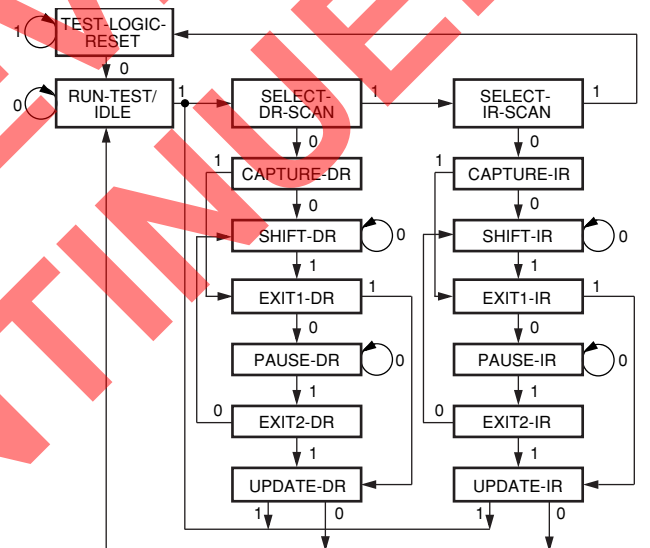 TEST-LOGIC-
RESET
1
0
RUN-TEST/
IDLE
0
1
SELECT-
DR-SCAN
1
SELECT-
IR-SCAN
1
0
0
1
CAPTURE-DR
1
CAPTURE-IR
0
0
SHIFT-DR
0
SHIFT-IR
0
1
1
EXIT1-DR
1
EXIT1-IR
1
0
0
PAUSE-DR
0
PAUSE-IR
0
1
1
0
EXIT2-DR
0
EXIT2-IR
1
1
UPDATE-DR
UPDATE-IR
1
0
1
0
TINUE